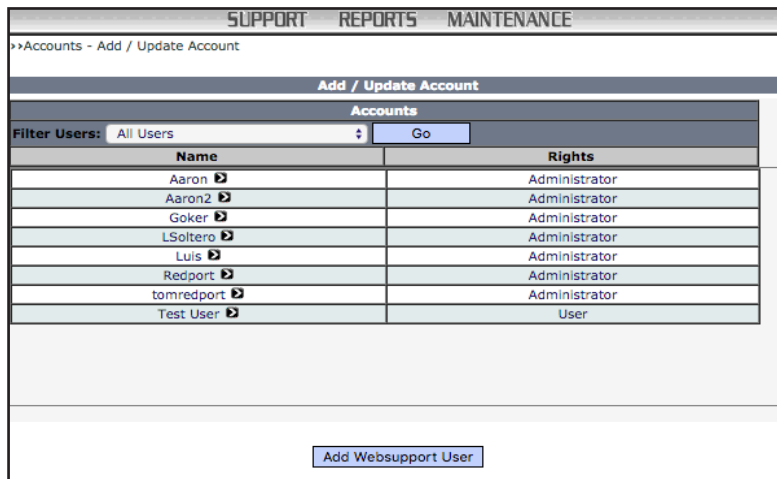 SUPPORT REPORTS MAINTENANCE
>>Accounts - Add / Update Account
Add / Update Account
Accounts
Filter Users: All Users Go
Name Rights
Aaron Administrator
Aaron2 Administrator
Goker Administrator
LSoltero Administrator
Luis Administrator
Redport Administrator
tomredport Administrator
Test User User
Add Websupport User